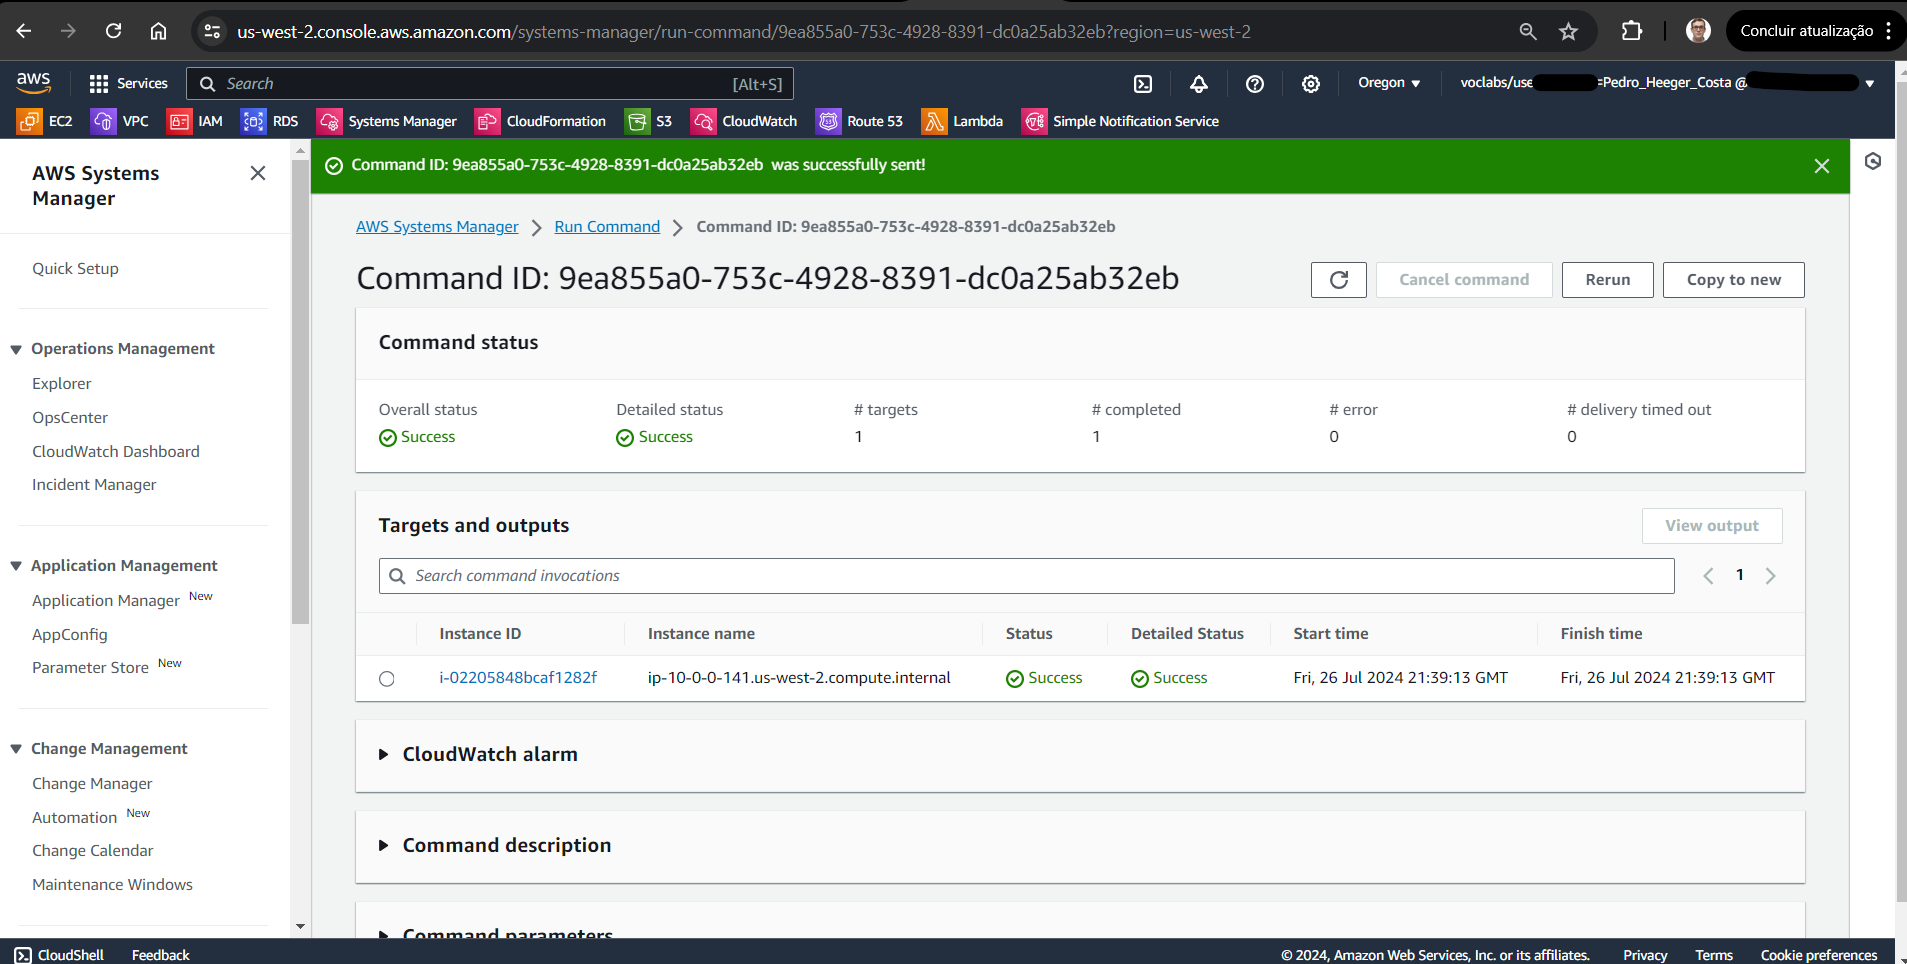 us-west-2.console.aws.amazon.com/systems-manager/run-command/9ea855a0-753c-4928-8391-dc0a25ab32eb?region=us-west-2
Concluir atualização
aws
Services
Search
[Alt+S]
Oregon
voclabs/use
=Pedro_Heeger_Costa @
EC2
VPC
IAM
RDS
Systems Manager
CloudFormation
S3
CloudWatch
Route 53
Lambda
Simple Notification Service
AWS Systems
Manager
Quick Setup
Operations Management
Explorer
OpsCenter
CloudWatch Dashboard
Incident Manager
Application Management
Application Manager New
AppConfig
Parameter Store New
Change Management
Change Manager
Automation New
Change Calendar
Maintenance Windows
Command ID: 9ea855a0-753c-4928-8391-dc0a25ab32eb was successfully sent!
AWS Systems Manager
Run Command
Command ID: 9ea855a0-753c-4928-8391-dc0a25ab32eb
Command ID: 9ea855a0-753c-4928-8391-dc0a25ab32eb
Cancel command
Rerun
Copy to new
Command status
Overall status
Success
Detailed status
Success
# targets
1
# completed
1
# error
0
# delivery timed out
0
Targets and outputs
View output
Search command invocations
1
Instance ID
Instance name
Status
Detailed Status
Start time
Finish time
i-02205848bcaf1282f
ip-10-0-0-141.us-west-2.compute.internal
Success
Success
Fri, 26 Jul 2024 21:39:13 GMT
Fri, 26 Jul 2024 21:39:13 GMT
CloudWatch alarm
Command description
Command parameters
CloudShell
Feedback
© 2024, Amazon Web Services, Inc. or its affiliates.
Privacy
Terms
Cookie preferences